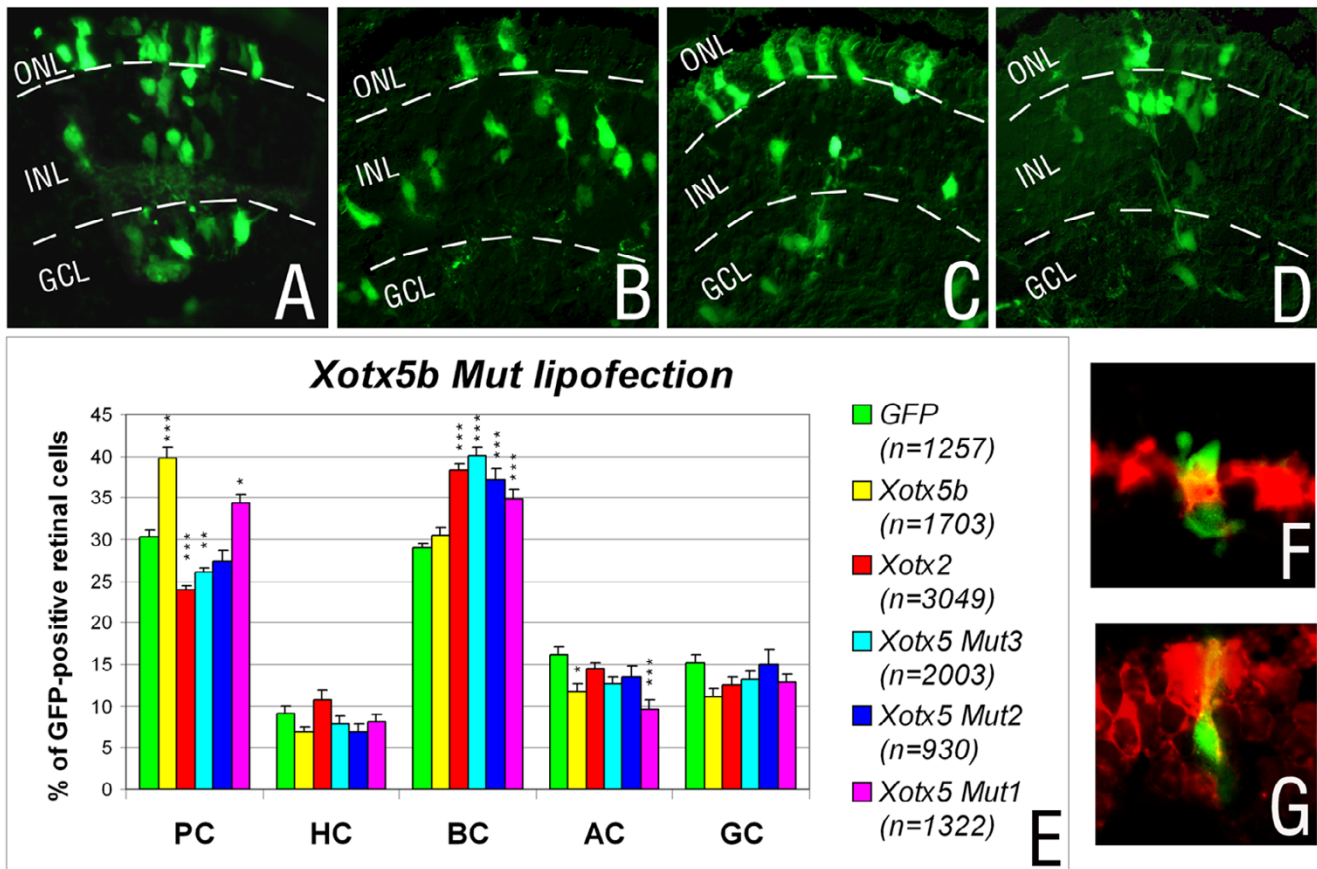 ONL
INL
GCL
A
ONL
INL
GCL
B
ONL
INL
GCL
C
ONL
INL
GCL
D
Xotx5b Mut lipofection
% of GFP-positive retinal cells
45
40
35
30
25
20
15
10
5
0
***
***
**
*
***
***
***
***
*
***
PC
HC
BC
AC
GC
GFP
(n=1257)
Xotx5b
(n=1703)
Xotx2
(n=3049)
Xotx5 Mut3
(n=2003)
Xotx5 Mut2
(n=930)
Xotx5 Mut1
(n=1322)
E
F
G